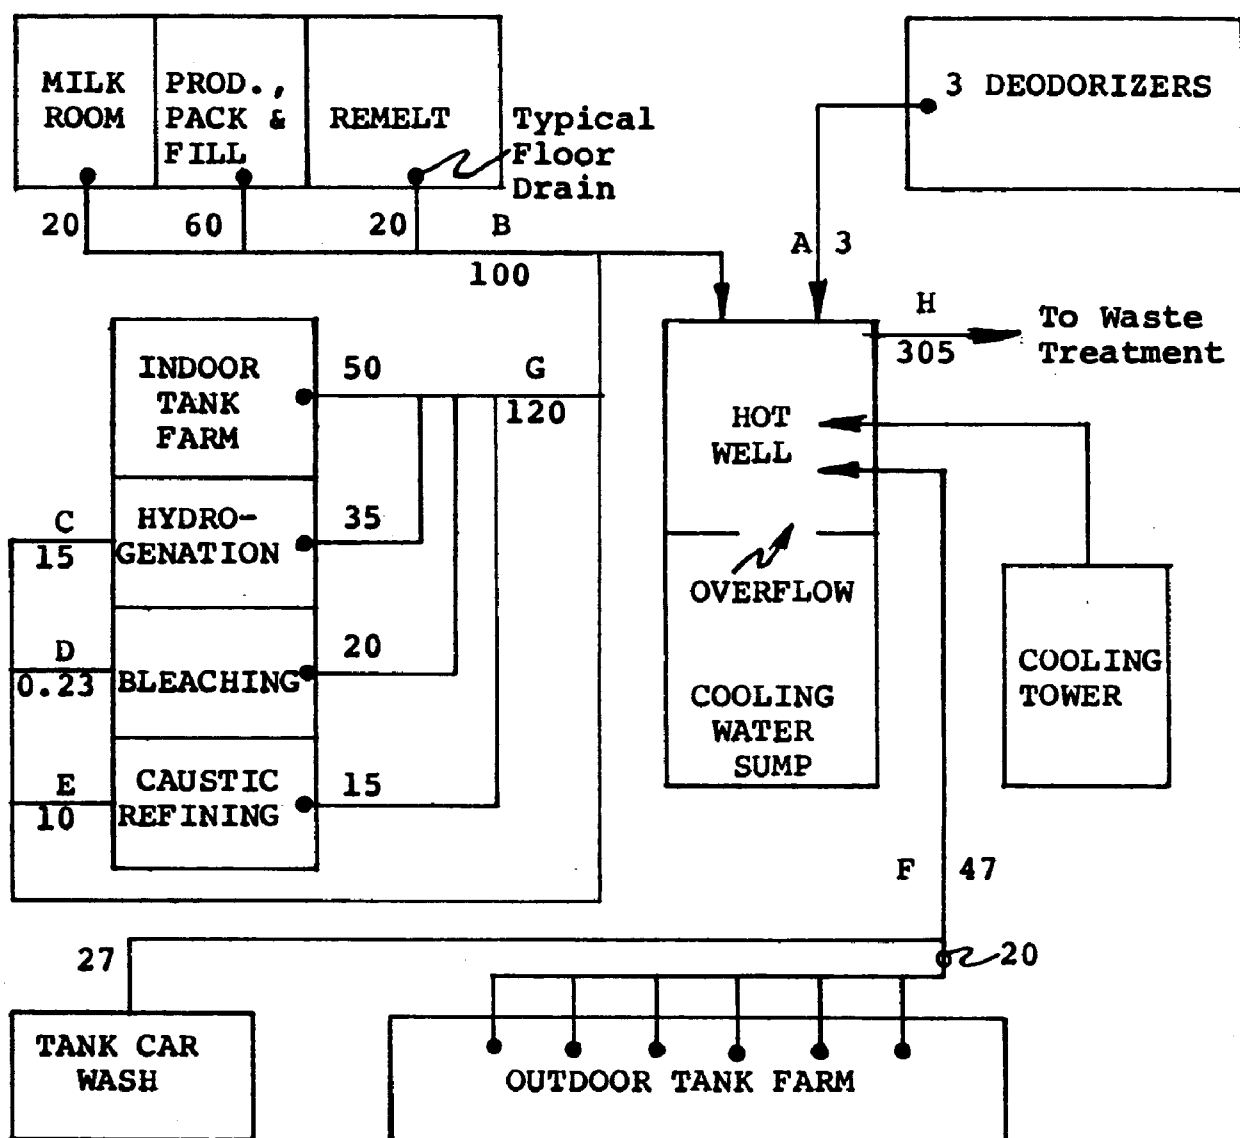 MILK
ROOM
PROD.,
PACK &
FILL
REMELT
Typical
Floor
Drain
3 DEODORIZERS
20
60
20
B
100
A 3
H
305
To Waste
Treatment
INDOOR
TANK
FARM
50
G
120
HOT
WELL
C
15
HYDRO-
GENATION
35
OVERFLOW
D
0.23
BLEACHING
20
COOLING
WATER
SUMP
COOLING
TOWER
E
10
CAUSTIC
REFINING
15
F 47
27
20
TANK CAR
WASH
OUTDOOR TANK FARM